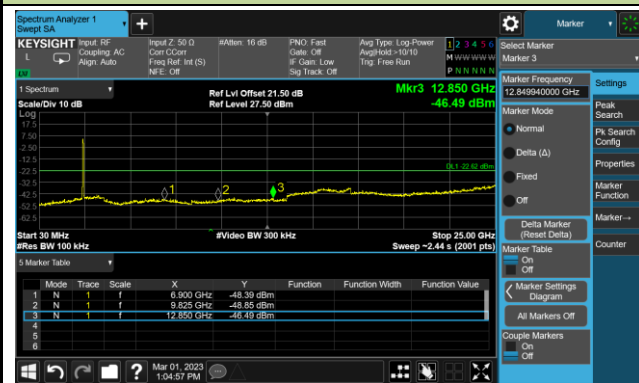 Spectrum Analyzer 1
Swept SA
+
Marker
KEYSIGHT
L
LXI
Input: RF
Coupling: AC
Align: Auto
Input Z: 50 Ω
Corr CCorr
Freq Ref: Int (S)
NFE: Off
#Atten: 16 dB
PNO: Fast
Gate: Off
IF Gain: Low
Sig Track: Off
Avg Type: Log-Power
Avg|Hold:>10/10
Trig: Free Run
1 2 3 4 5 6
M W W W W W
P N N N N N
Select Marker
Marker 3
1 Spectrum
Scale/Div 10 dB
Log
Ref Lvl Offset 21.50 dB
Ref Level 27.50 dBm
Mkr3 12.850 GHz
-46.49 dBm
17.5
7.50
-2.50
-12.5
-22.5
-32.5
-42.5
-52.5
-62.5
DL1 -22.62 dBm
1
2
3
Start 30 MHz
#Res BW 100 kHz
#Video BW 300 kHz
Stop 25.00 GHz
Sweep ~2.44 s (2001 pts)
5 Marker Table
Mode Trace Scale X Y Function Function Width Function Value
1 N 1 f 6.900 GHz -48.39 dBm
2 N 1 f 9.825 GHz -48.85 dBm
3 N 1 f 12.850 GHz -46.49 dBm
4
5
6
Marker Frequency
12.849940000 GHz
Marker Mode
Normal
Delta (Δ)
Fixed
Off
Delta Marker
(Reset Delta)
Marker Table
On
Off
Marker Settings
Diagram
All Markers Off
Couple Markers
On
Off
Settings
Peak
Search
Pk Search
Config
Properties
Marker
Function
Marker→
Counter
?
Mar 01, 2023
1:04:57 PM